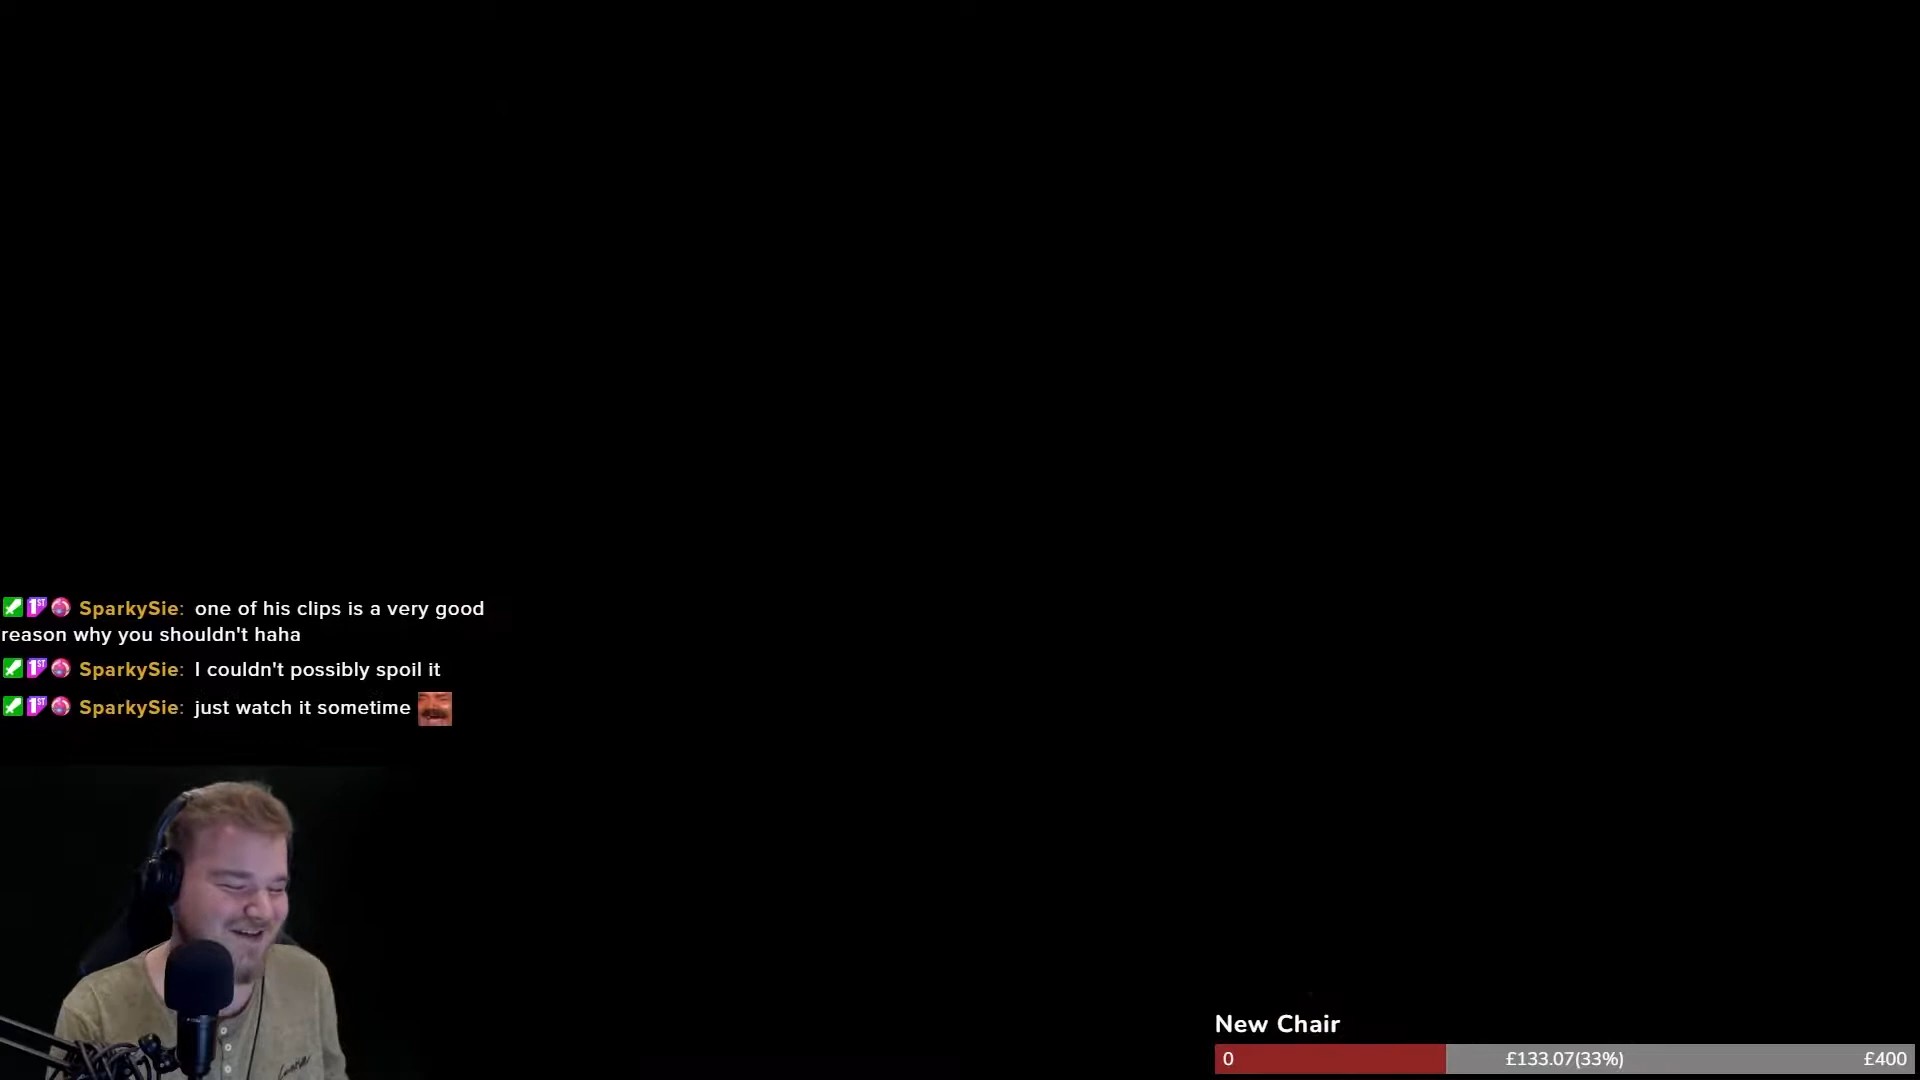 SparkySie: one of his clips is a very good
reason why you shouldn't haha
SparkySie: I couldn't possibly spoil it
SparkySie: just watch it sometime
New Chair
0 £133.07(33%) £400